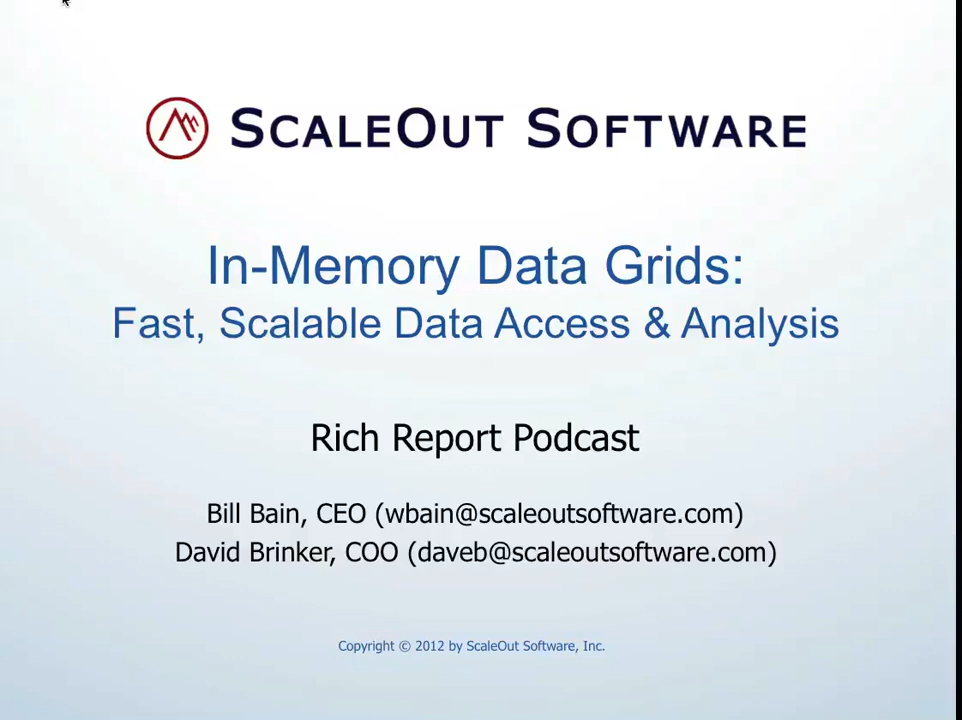 ScaleOut Software
In-Memory Data Grids:
Fast, Scalable Data Access & Analysis
Rich Report Podcast
Bill Bain, CEO (wbain@scaleoutsoftware.com)
David Brinker, COO (daveb@scaleoutsoftware.com)
Copyright © 2012 by ScaleOut Software, Inc.